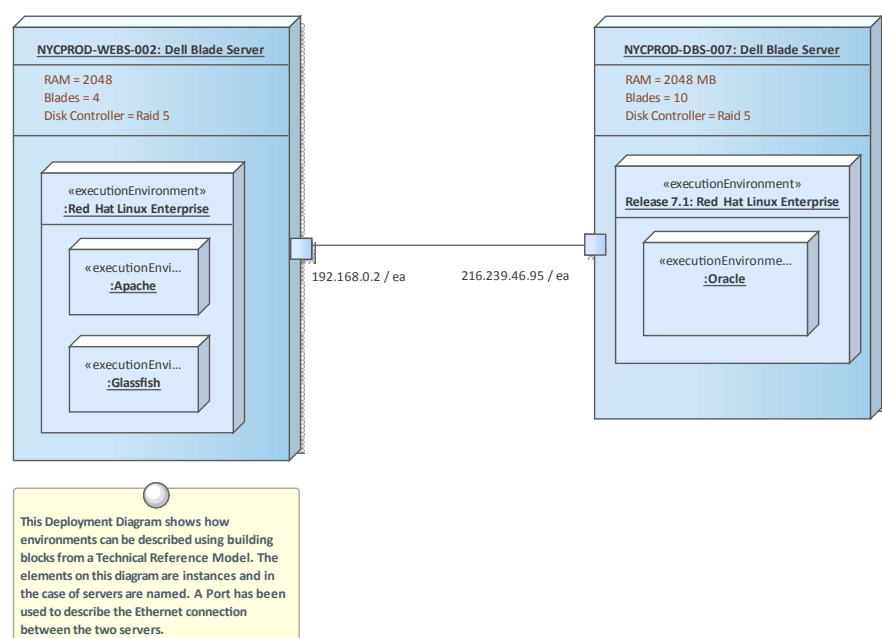 NYCPROD-WEBS-002: Dell Blade Server
RAM = 2048
Blades = 4
Disk Controller = Raid 5
«executionEnvironment»
:Red Hat Linux Enterprise
«executionEnvi...
:Apache
«executionEnvi...
:Glassfish
192.168.0.2 / ea
216.239.46.95 / ea
NYCPROD-DBS-007: Dell Blade Server
RAM = 2048 MB
Blades = 10
Disk Controller = Raid 5
«executionEnvironment»
Release 7.1: Red Hat Linux Enterprise
«executionEnvironme...
:Oracle
This Deployment Diagram shows how
environments can be described using building
blocks from a Technical Reference Model. The
elements on this diagram are instances and in
the case of servers are named. A Port has been
used to describe the Ethernet connection
between the two servers.